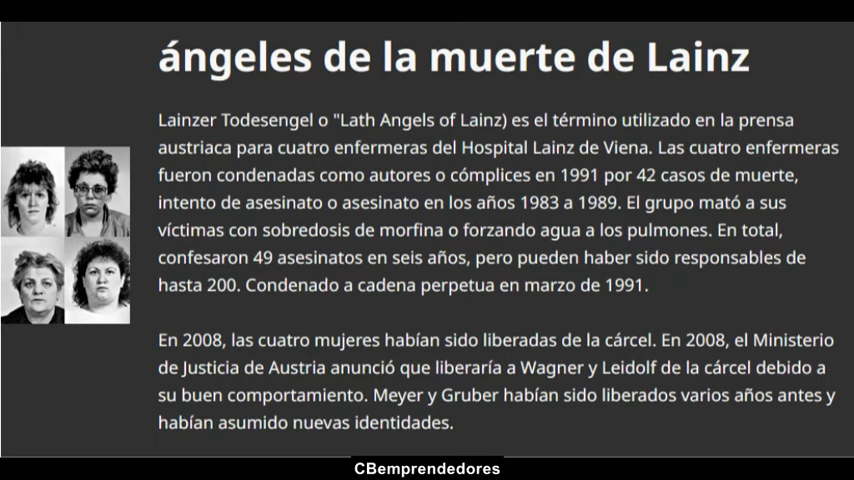 ángeles de la muerte de Lainz
Lainzer Todesengel o "Lath Angels of Lainz) es el término utilizado en la prensa
austriaca para cuatro enfermeras del Hospital Lainz de Viena. Las cuatro enfermeras
fueron condenadas como autores o cómplices en 1991 por 42 casos de muerte,
intento de asesinato o asesinato en los años 1983 a 1989. El grupo mató a sus
víctimas con sobredosis de morfina o forzando agua a los pulmones. En total,
confesaron 49 asesinatos en seis años, pero pueden haber sido responsables de
hasta 200. Condenado a cadena perpetua en marzo de 1991.
En 2008, las cuatro mujeres habían sido liberadas de la cárcel. En 2008, el Ministerio
de Justicia de Austria anunció que liberaría a Wagner y Leidolf de la cárcel debido a
su buen comportamiento. Meyer y Gruber habían sido liberados varios años antes y
habían asumido nuevas identidades.
CBemprendedores